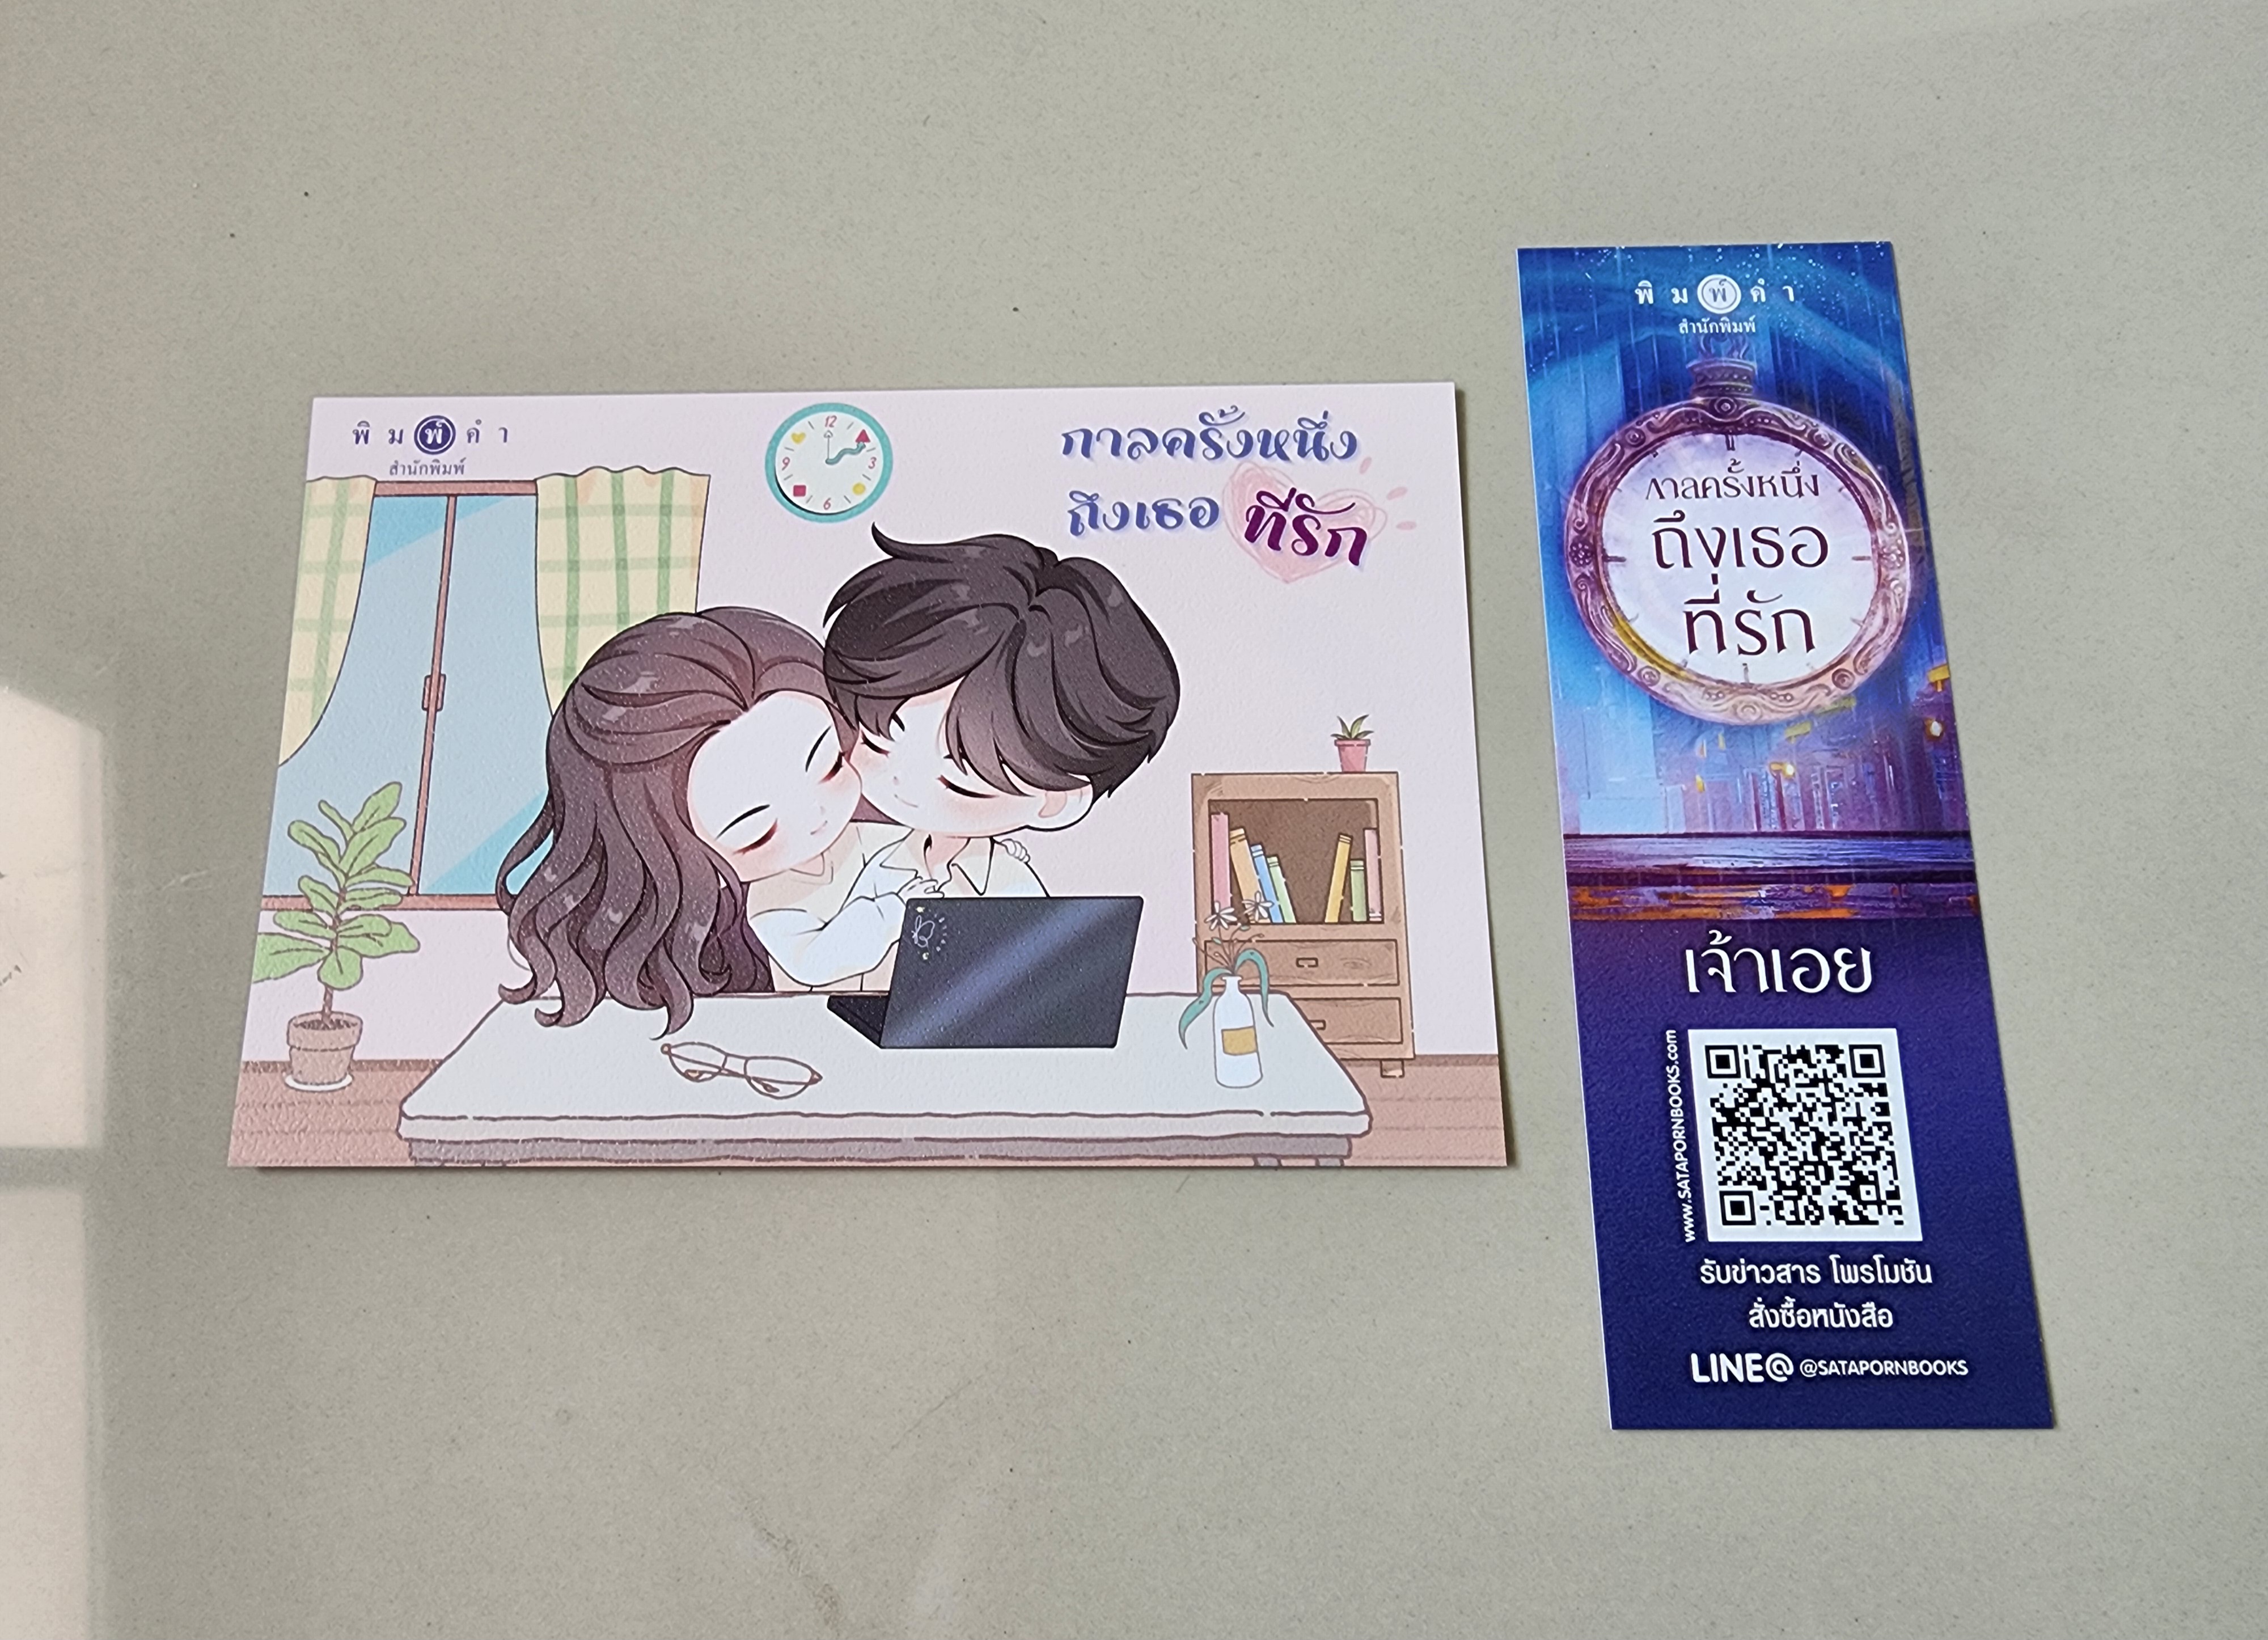 พิมพ์คำ
สำนักพิมพ์
12
3
6
9
กาลครั้งหนึ่ง
ถึงเธอ ที่รัก
พิมพ์คำ
สำนักพิมพ์
กาลครั้งหนึ่ง
ถึงเธอ
ที่รัก
เจ้าเอย
www.SATAPORNBOOKS.com
รับข่าวสาร โพรโมชัน
สั่งซื้อหนังสือ
LINE@ @SATAPORNBOOKS